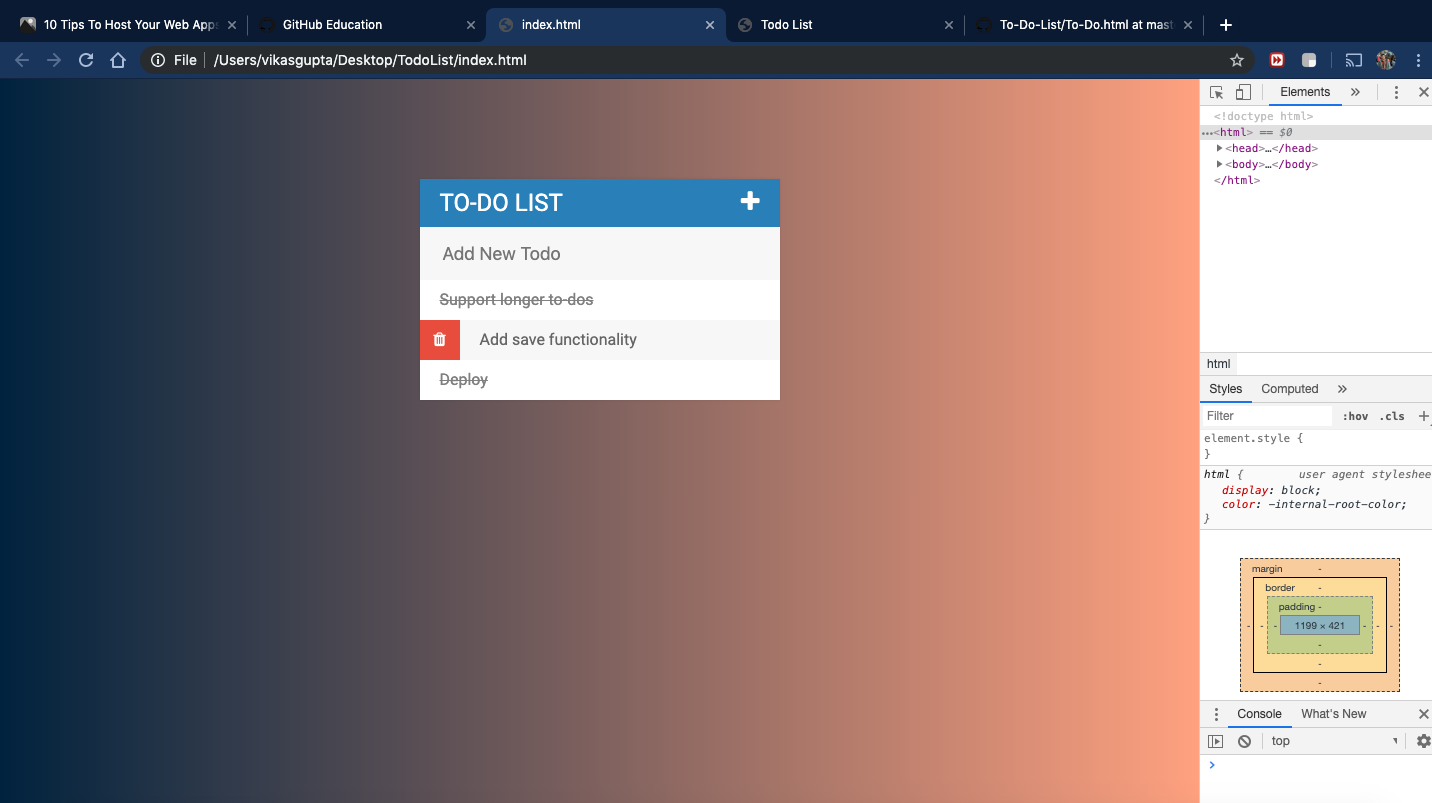 10 Tips To Host Your Web Apps
GitHub Education
index.html
Todo List
To-Do-List/To-Do.html at mast
File
/Users/vikasgupta/Desktop/TodoList/index.html
TO-DO LIST
Add New Todo
Support longer to-dos
Add save functionality
Deploy
Elements
<!doctype html>
…<html> == $0
<head>…</head>
<body>…</body>
</html>
html
Styles Computed
Filter :hov .cls
element.style {
}
html { user agent styleshee
display: block;
color: -internal-root-color;
}
margin -
border -
padding -
- - - 1199 × 421 - - -
-
-
-
Console What's New
top